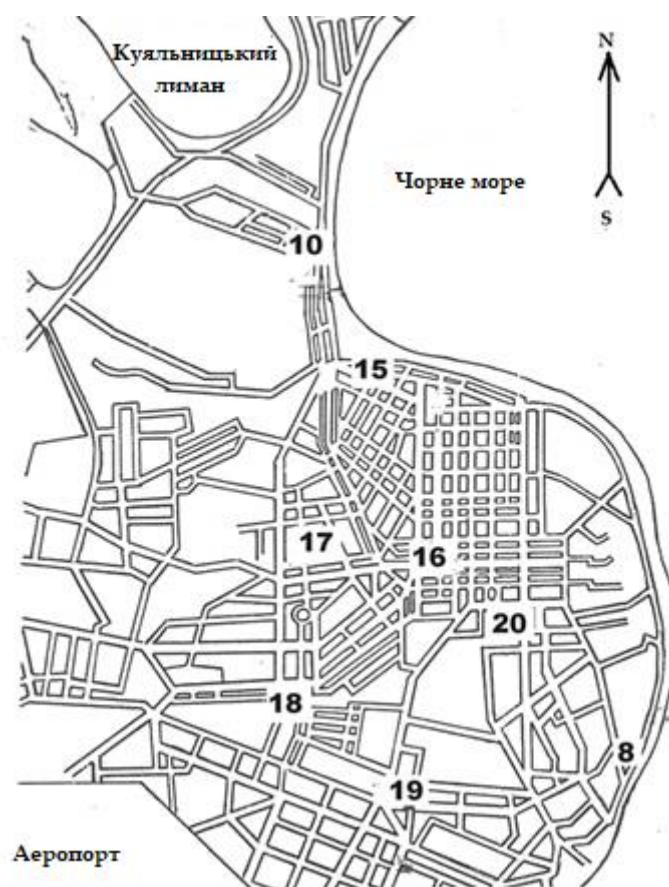 Куяльницький
лиман
N
Чорне море
S
10
15
17
16
20
18
8
19
Аеропорт